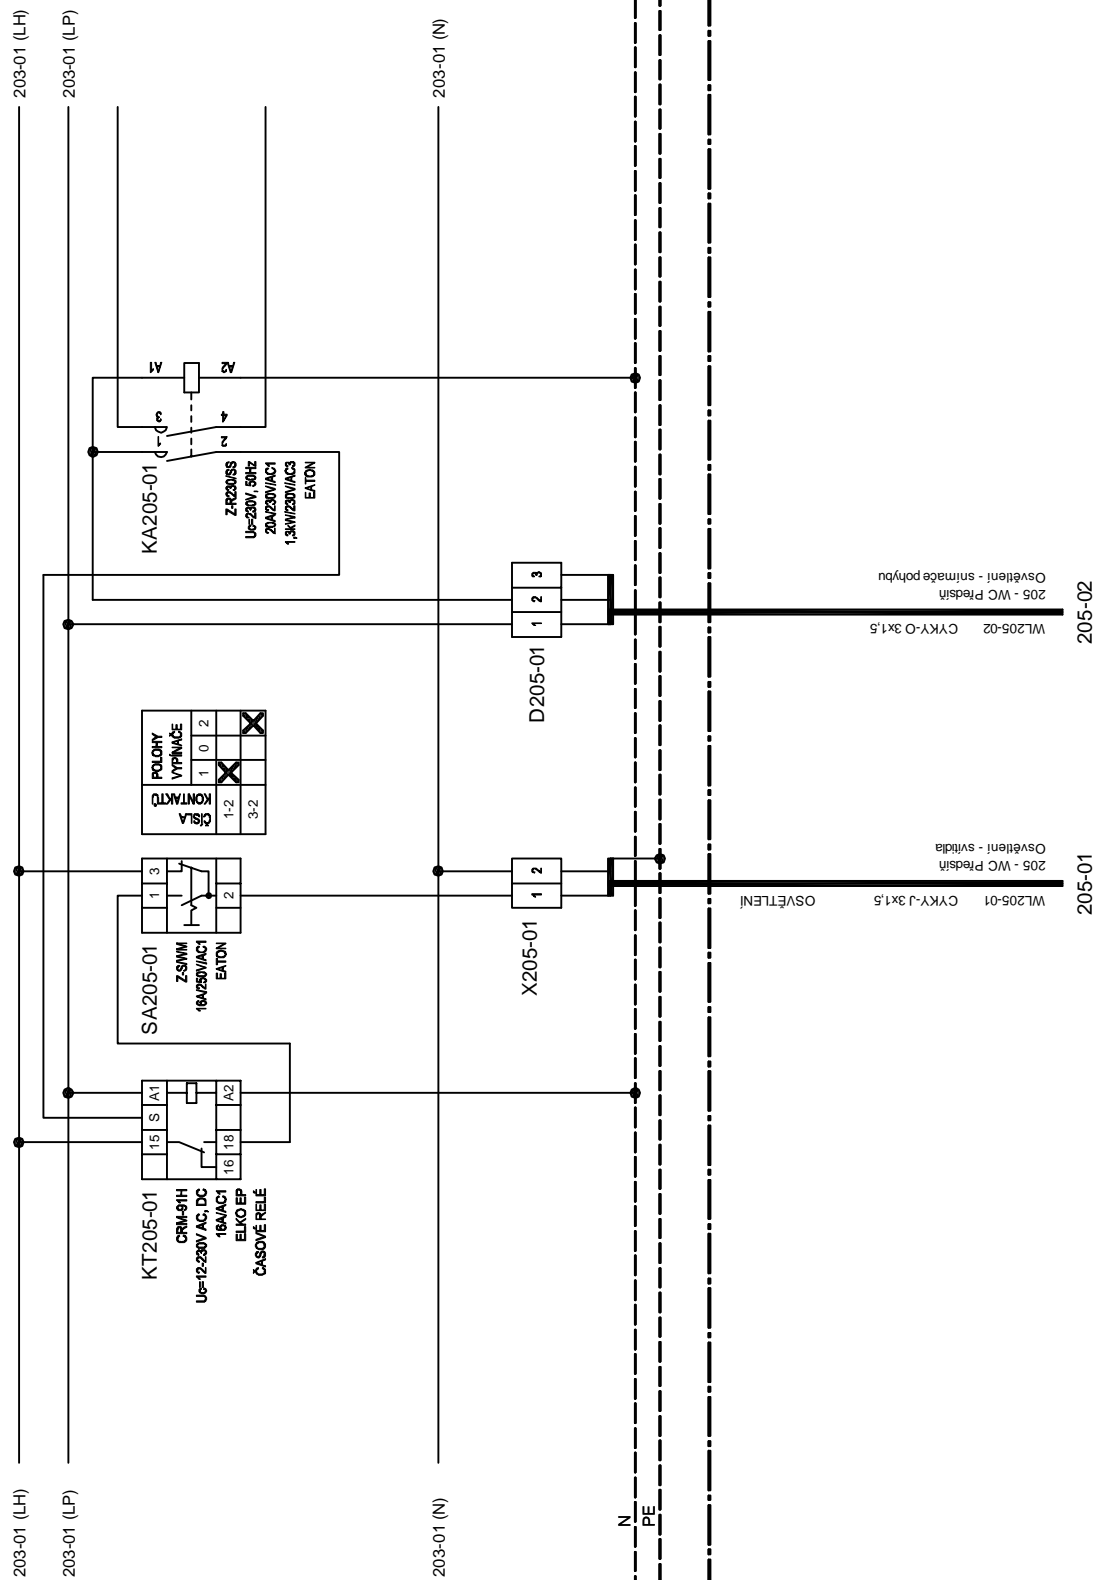 203-01 (LH)
203-01 (LP)
203-01 (N)
N
PE
KT205-01
CRM-91H
Uc=12-230V AC, DC
16A/AC1
ELKO EP
ČASOVÉ RELÉ
15
S
A1
16
18
A2
SA205-01
Z-S/WM
16A/250V/AC1
EATON
1
3
2
ČÍSLA
KONTAKTŮ
POLOHY
VYPÍNAČE
1
0
2
1-2
3-2
X205-01
1
2
OSVĚTLENÍ
WL205-01
CYKY-J 3x1,5
205 - WC Předsíň
Osvětlení - svítidla
205-01
D205-01
1
2
3
WL205-02
CYKY-O 3x1,5
205 - WC Předsíň
Osvětlení - snímače pohybu
205-02
KA205-01
Z-R230/SS
Uc=230V, 50Hz
20A/230V/AC1
1,3kW/230V/AC3
EATON
1
3
2
4
A1
A2
203-01 (LH)
203-01 (LP)
203-01 (N)